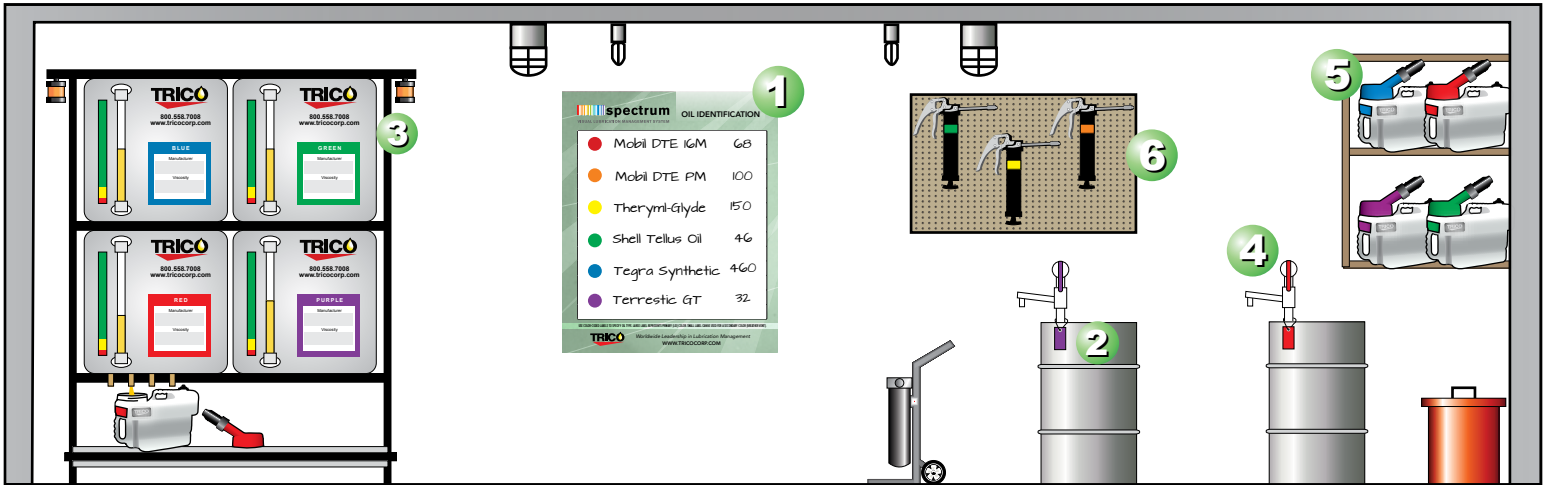 TRICO
800.558.7008
www.tricocorp.com
BLUE
Manufacturer
Viscosity
TRICO
800.558.7008
www.tricocorp.com
GREEN
Manufacturer
Viscosity
TRICO
800.558.7008
www.tricocorp.com
RED
Manufacturer
Viscosity
TRICO
800.558.7008
www.tricocorp.com
PURPLE
Manufacturer
Viscosity
3
spectrum
OIL IDENTIFICATION
VISUAL LUBRICATION MANAGEMENT SYSTEM
Mobil DTE 16M 68
Mobil DTE PM 100
Theryml-Glyde 150
Shell Tellus Oil 46
Tegra Synthetic 460
Terrestic GT 32
TRICO
Worldwide Leadership in Lubrication Management
WWW.TRICOCORP.COM
1
6
2
4
5